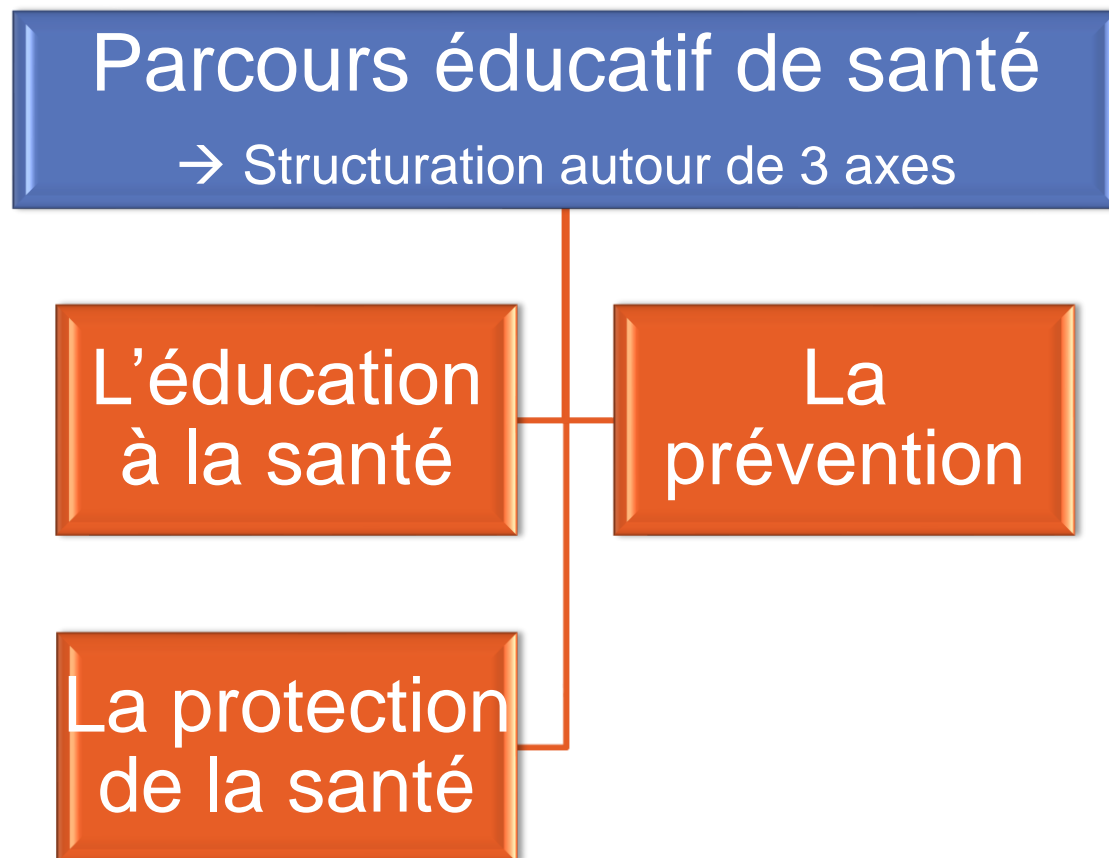 Parcours éducatif de santé
→ Structuration autour de 3 axes
L’éducation
à la santé
La
prévention
La protection
de la santé